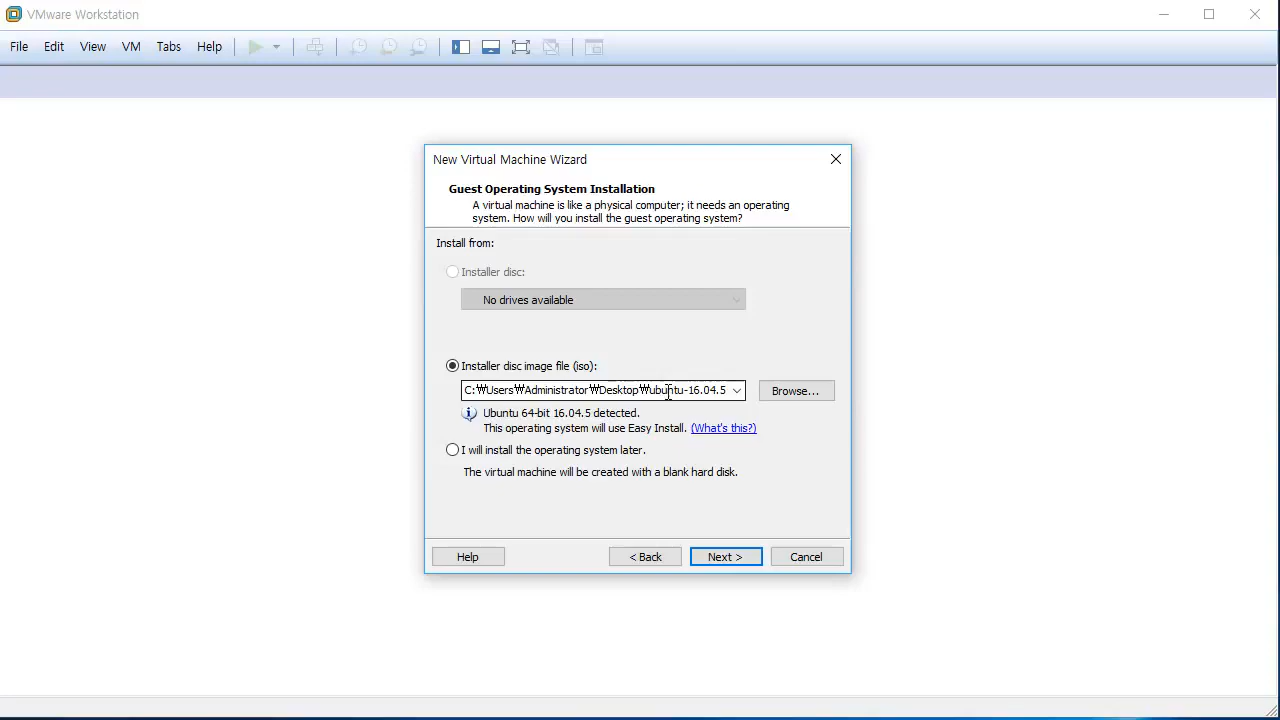 VMware Workstation
File Edit View VM Tabs Help
New Virtual Machine Wizard
Guest Operating System Installation
A virtual machine is like a physical computer; it needs an operating
system. How will you install the guest operating system?
Install from:
Installer disc:
No drives available
Installer disc image file (iso):
C:₩Users₩Administrator₩Desktop₩ubuntu-16.04.5
Browse...
Ubuntu 64-bit 16.04.5 detected.
This operating system will use Easy Install. (What's this?)
I will install the operating system later.
The virtual machine will be created with a blank hard disk.
Help < Back Next > Cancel